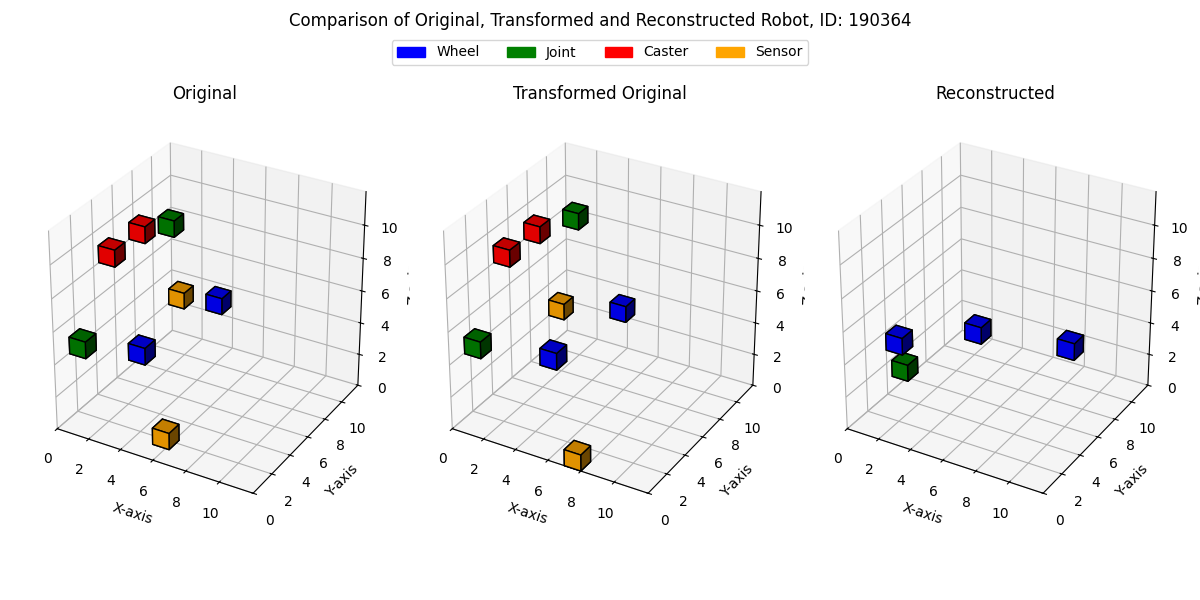 Comparison of Original, Transformed and Reconstructed Robot, ID: 190364
Wheel Joint Caster Sensor
Original Transformed Original Reconstructed
0 2 4 6 8 10
X-axis
0 2 4 6 8 10
Y-axis
0 2 4 6 8 10
0 2 4 6 8 10
X-axis
0 2 4 6 8 10
Y-axis
0 2 4 6 8 10
0 2 4 6 8 10
X-axis
0 2 4 6 8 10
Y-axis
0 2 4 6 8 10